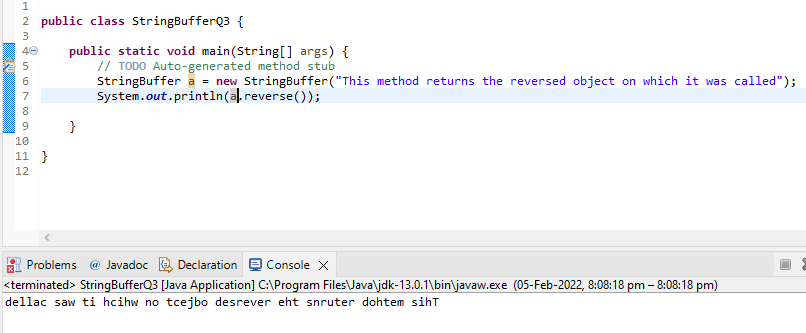 1
2 public class StringBufferQ3 {
3
4 public static void main(String[] args) {
5 // TODO Auto-generated method stub
6 StringBuffer a = new StringBuffer("This method returns the reversed object on which it was called");
7 System.out.println(a.reverse());
8
9 }
10
11 }
12
Problems @ Javadoc Declaration Console
<terminated> StringBufferQ3 [Java Application] C:\Program Files\Java\jdk-13.0.1\bin\javaw.exe (05-Feb-2022, 8:08:18 pm – 8:08:18 pm)
dellac saw ti hcihw no tcejbo desrever eht snruter dohtem sihT